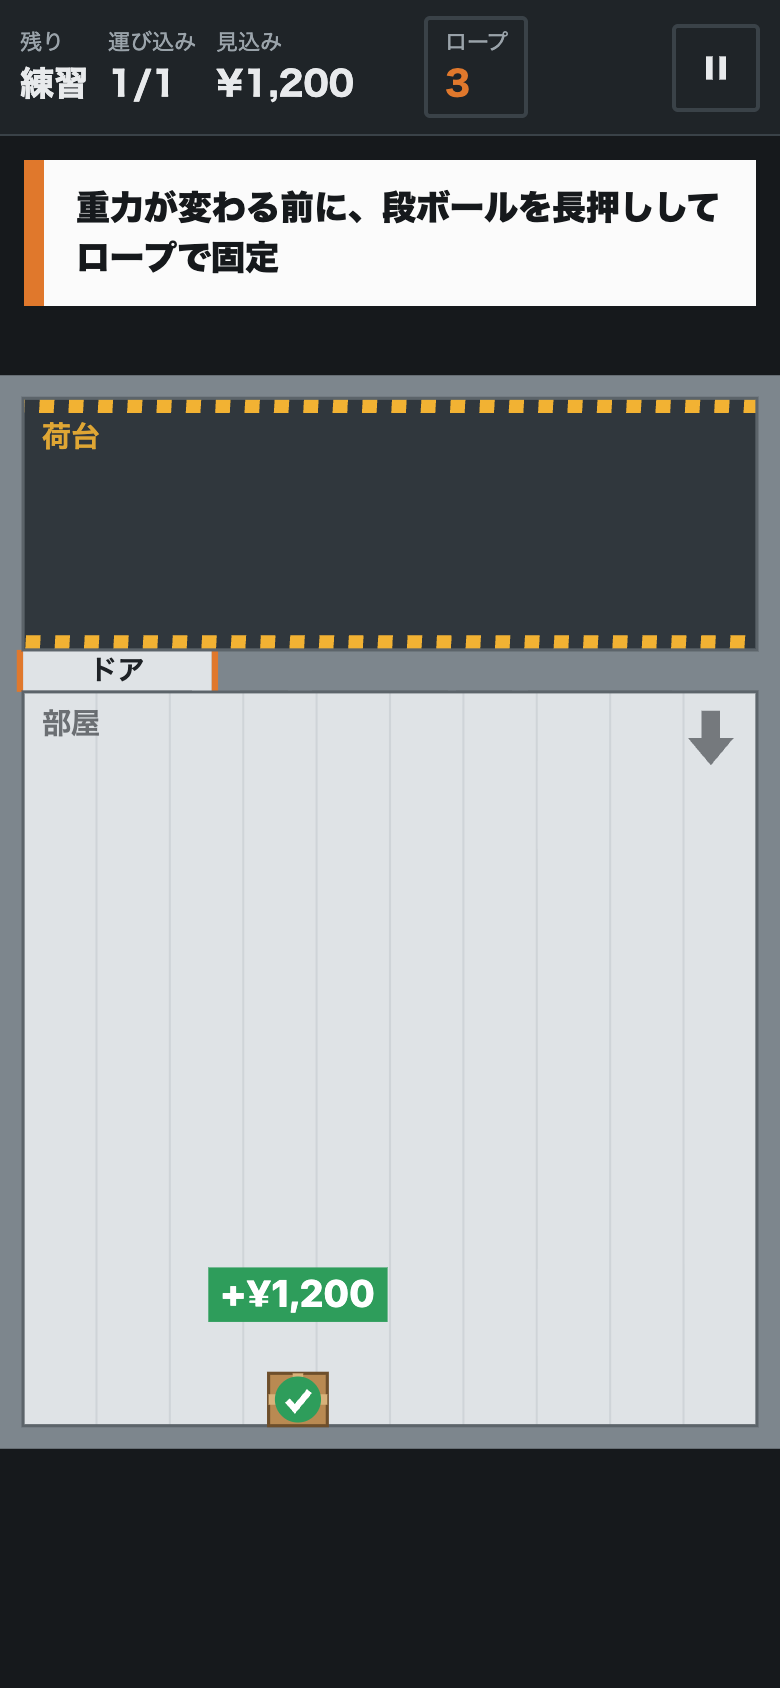 残り 運び込み 見込み ロープ
練習 1/1 ¥1,200 3
重力が変わる前に、段ボールを長押しして
ロープで固定
荷台
ドア
部屋
+¥1,200